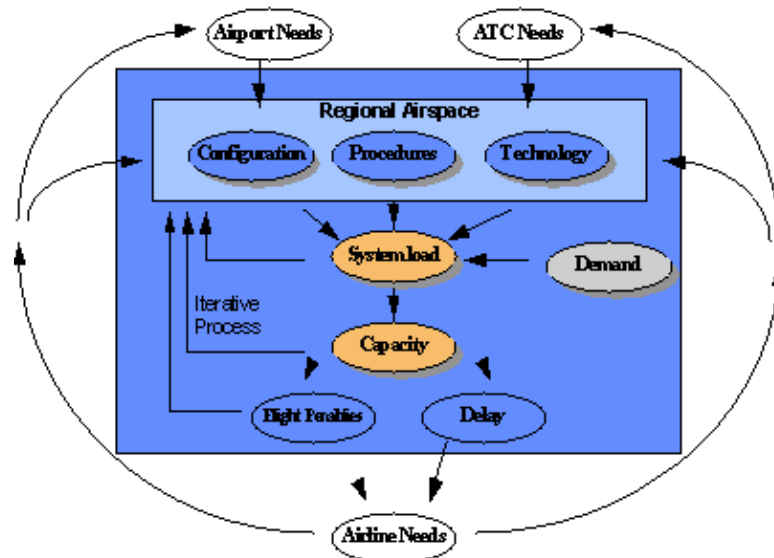 Airport Needs
ATC Needs
Regional Airspace
Configuration
Procedures
Technology
System load
Demand
Iterative
Process
Capacity
Flight Penalties
Delay
Airline Needs